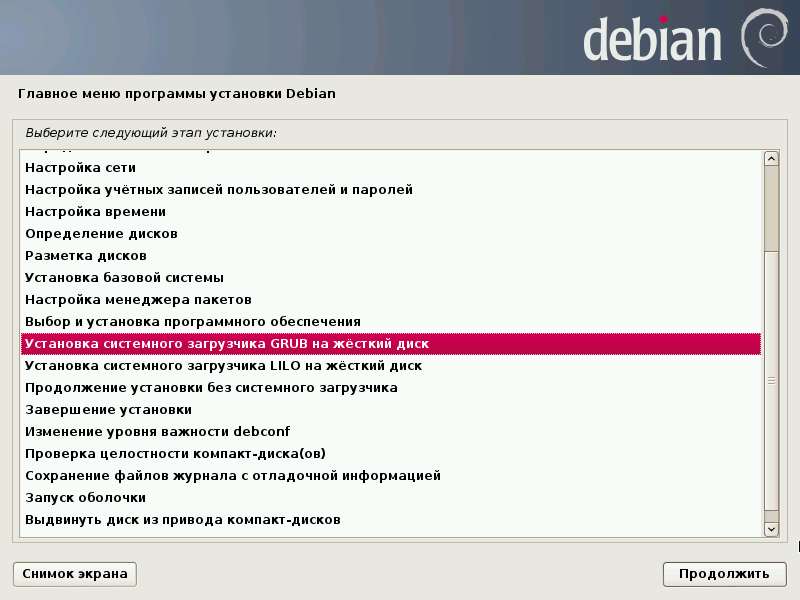 debian
Главное меню программы установки Debian
Выберите следующий этап установки:
Настройка сети
Настройка учётных записей пользователей и паролей
Настройка времени
Определение дисков
Разметка дисков
Установка базовой системы
Настройка менеджера пакетов
Выбор и установка программного обеспечения
Установка системного загрузчика GRUB на жёсткий диск
Установка системного загрузчика LILO на жёсткий диск
Продолжение установки без системного загрузчика
Завершение установки
Изменение уровня важности debconf
Проверка целостности компакт-диска(ов)
Сохранение файлов журнала с отладочной информацией
Запуск оболочки
Выдвинуть диск из привода компакт-дисков
Снимок экрана
Продолжить